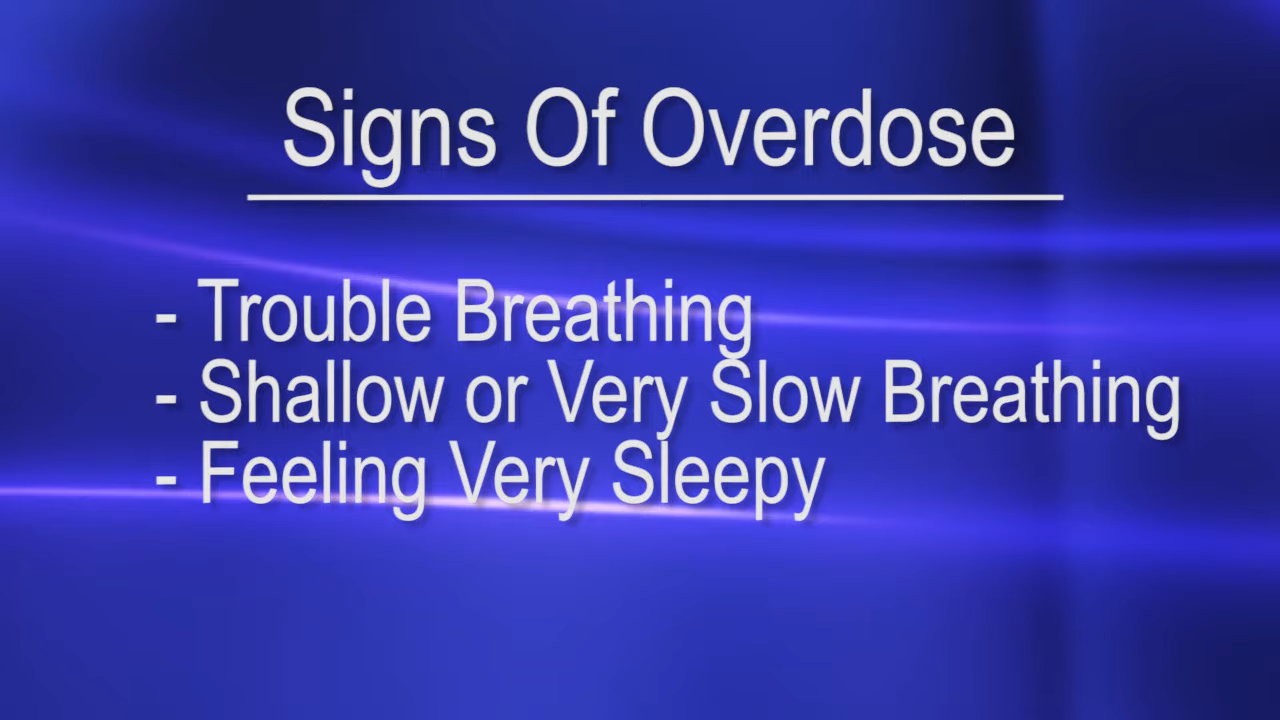 Signs Of Overdose
- Trouble Breathing
- Shallow or Very Slow Breathing
- Feeling Very Sleepy